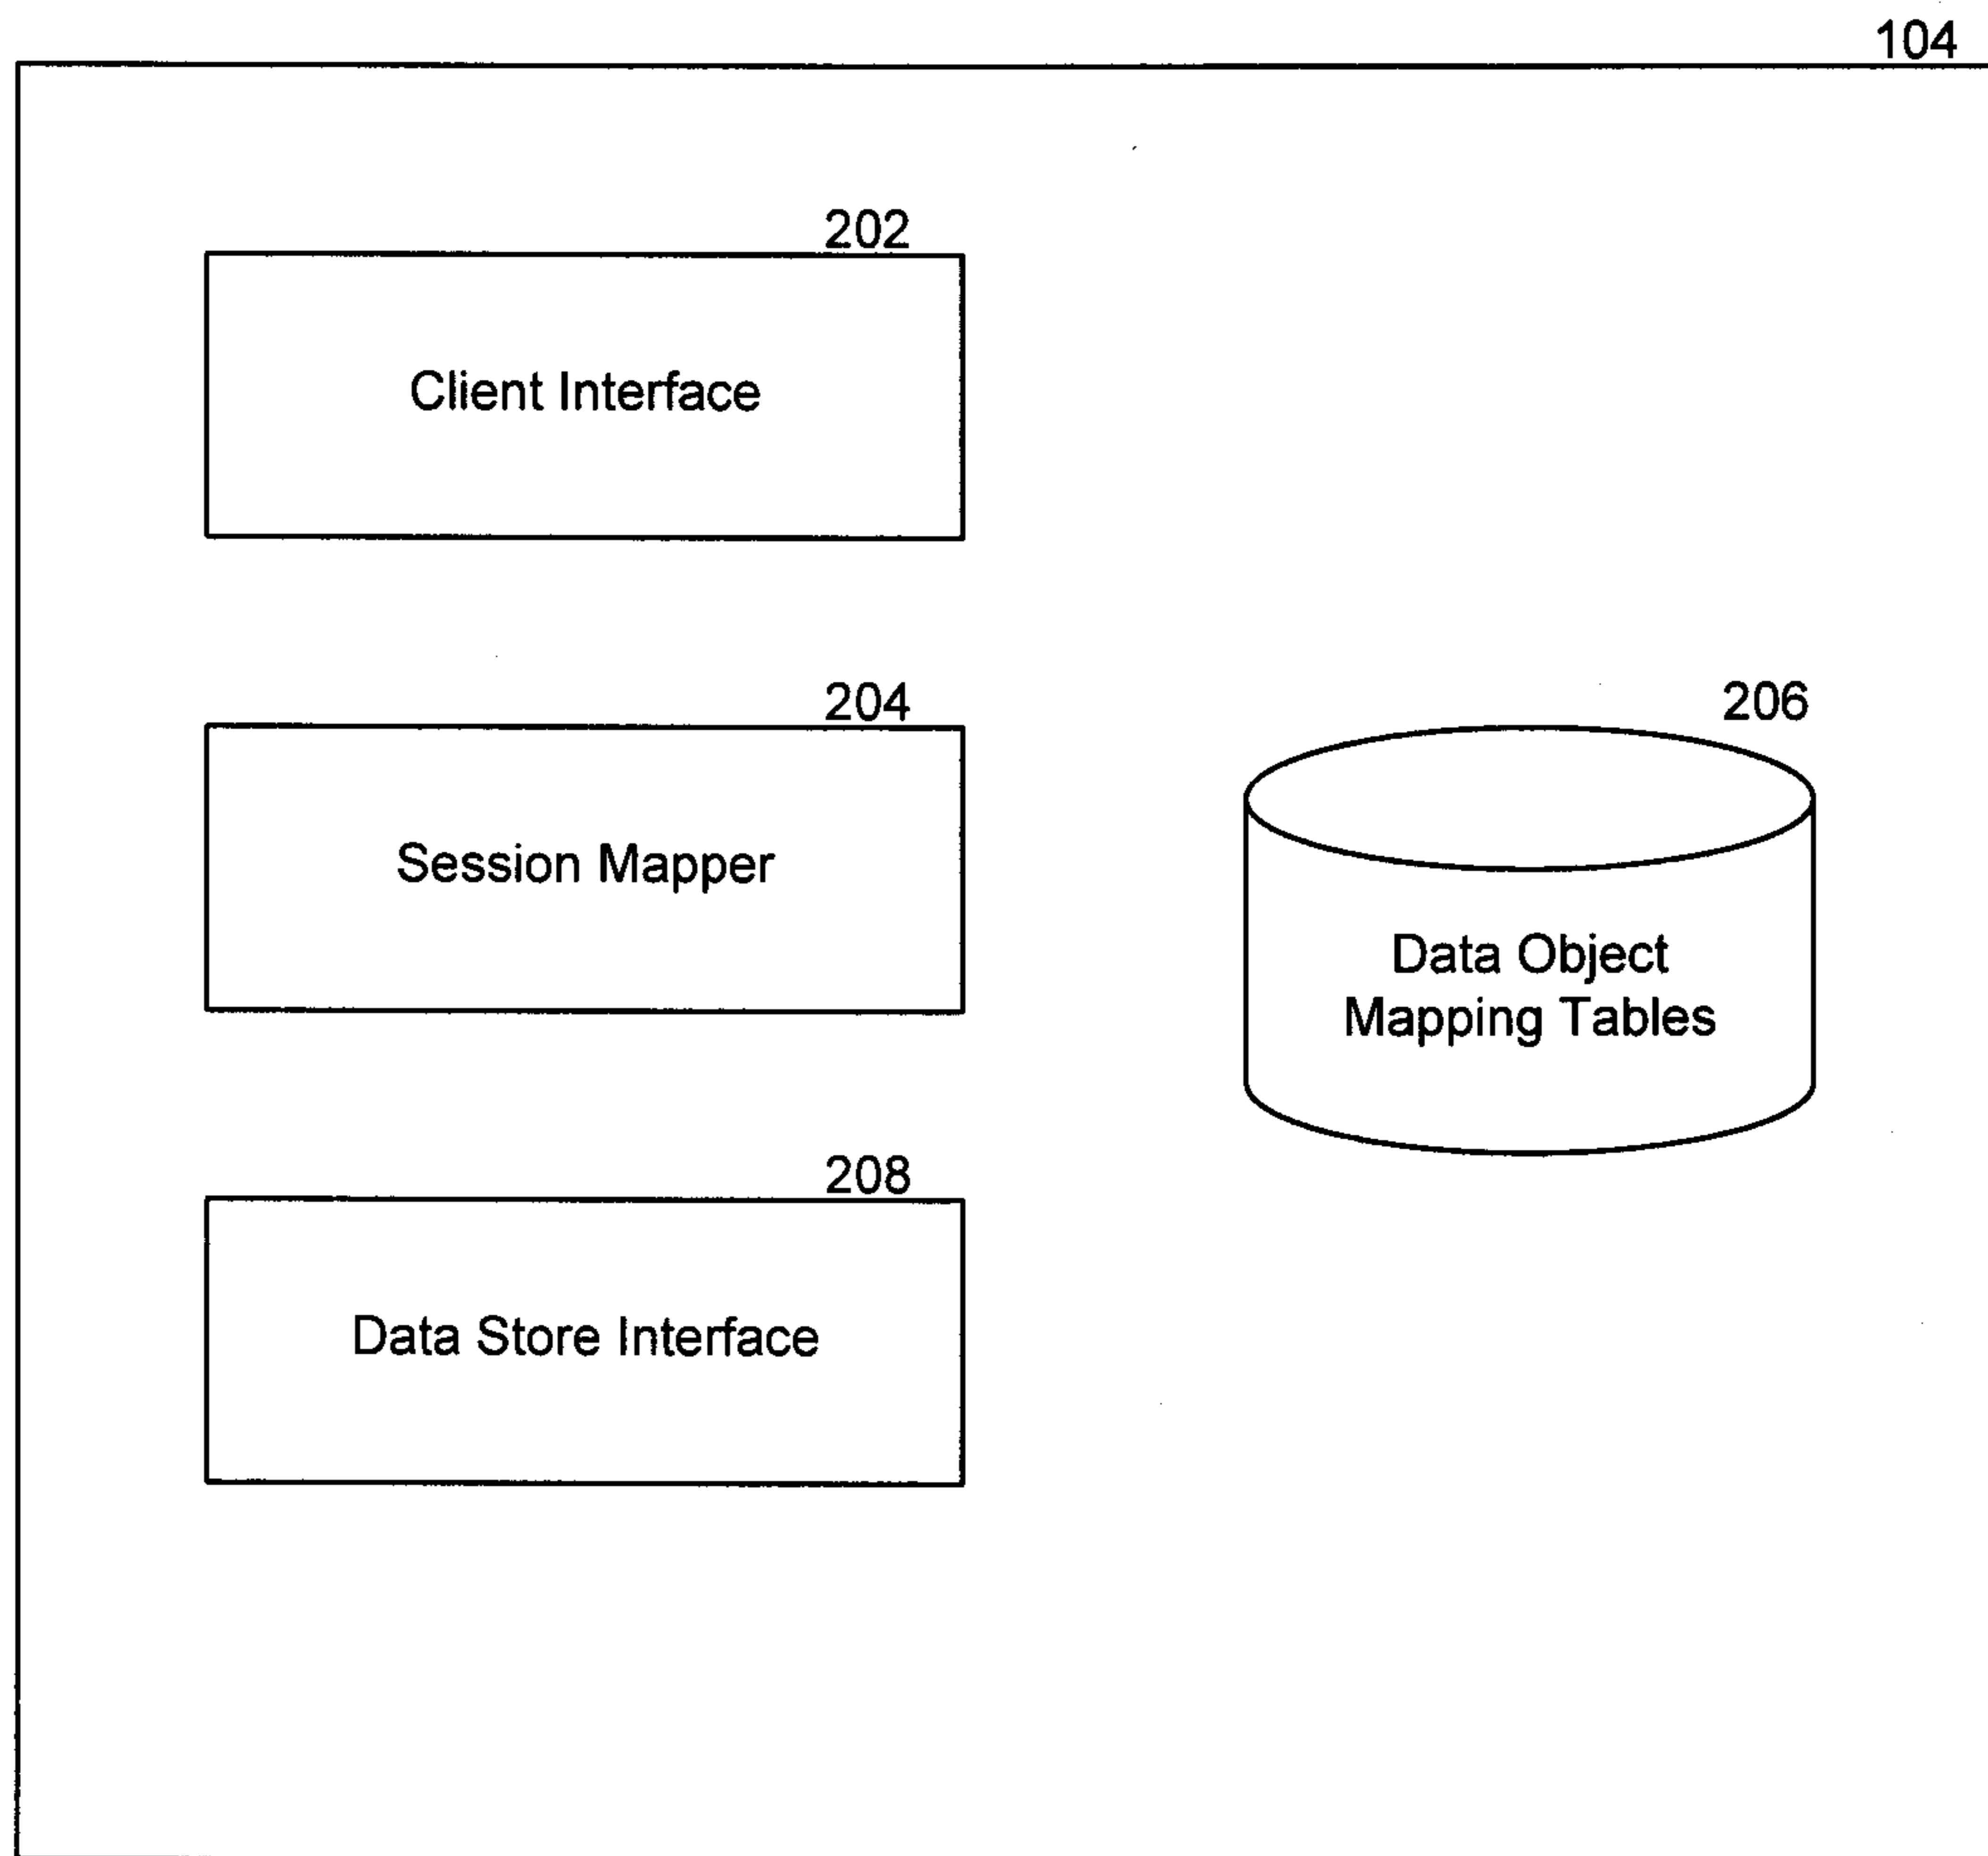 104
202
Client Interface
204
Session Mapper
206
Data Object
Mapping Tables
208
Data Store Interface